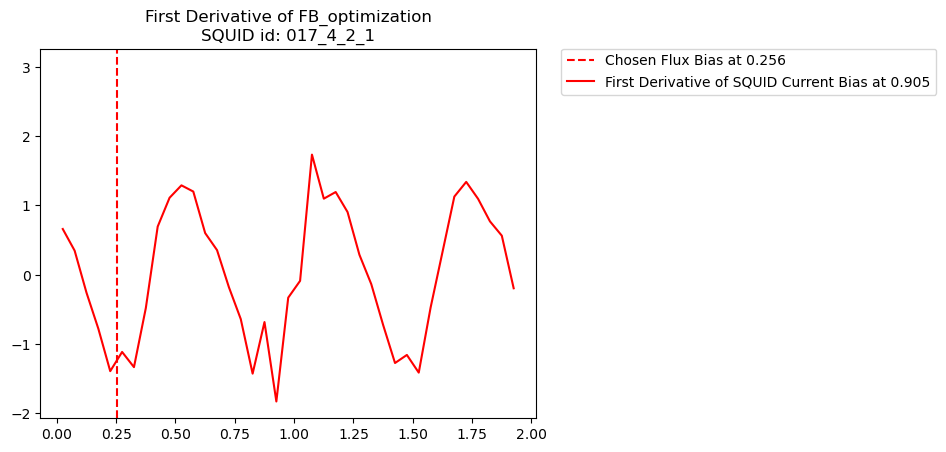 First Derivative of FB_optimization
SQUID id: 017_4_2_1
Chosen Flux Bias at 0.256
First Derivative of SQUID Current Bias at 0.905
3
2
1
0
−1
−2
0.00 0.25 0.50 0.75 1.00 1.25 1.50 1.75 2.00